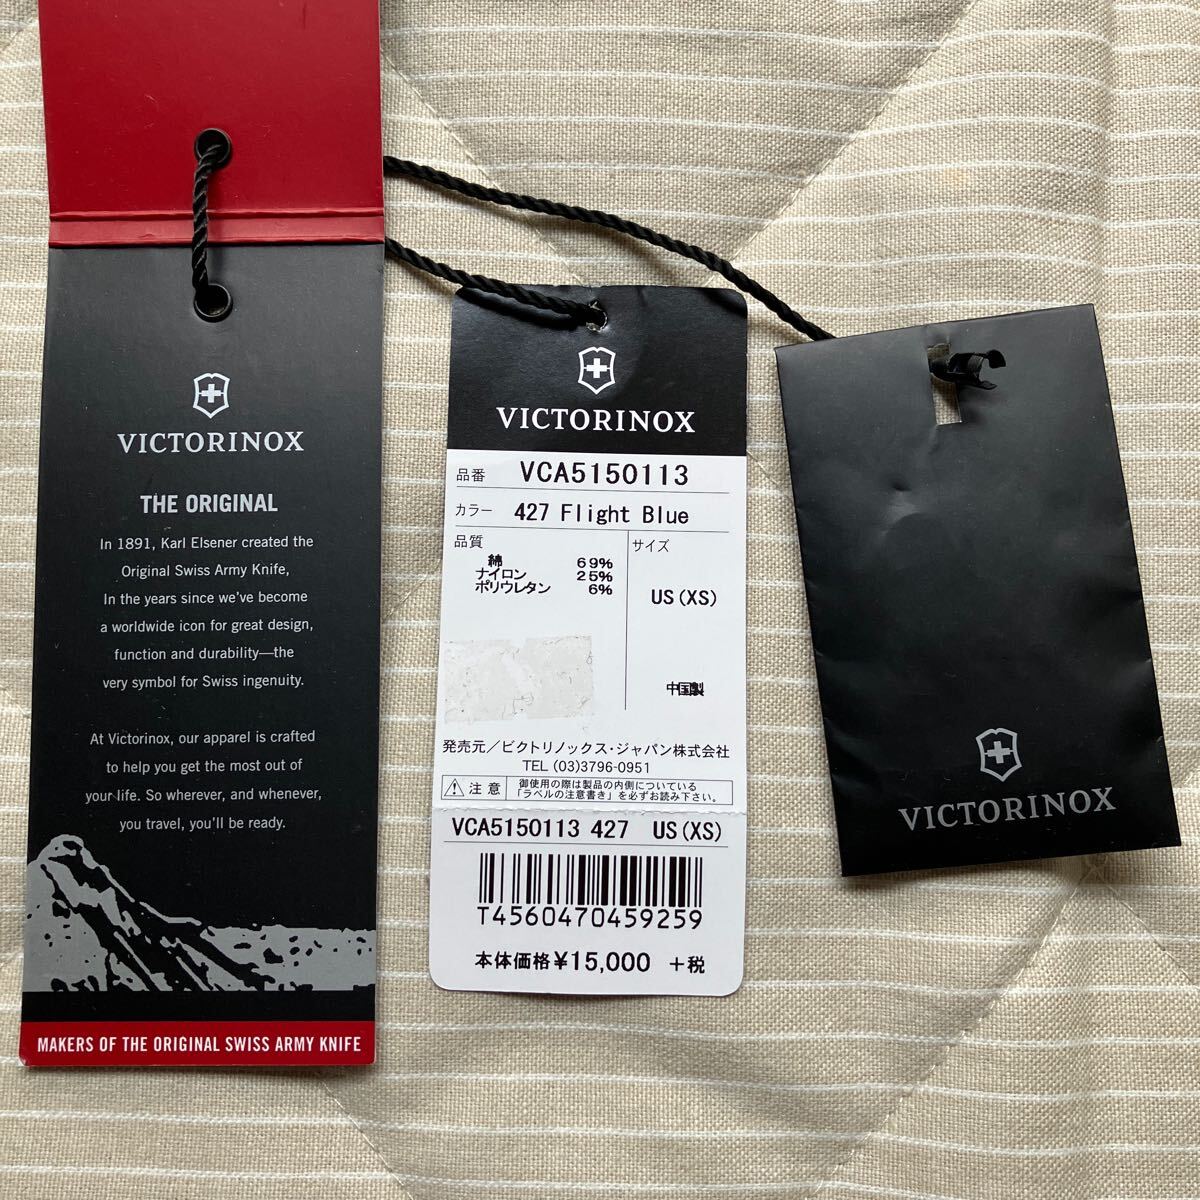 VICTORINOX
THE ORIGINAL
In 1891, Karl Elsener created the
Original Swiss Army Knife,
In the years since we've become
a worldwide icon for great design,
function and durability—the
very symbol for Swiss ingenuity.
At Victorinox, our apparel is crafted
to help you get the most out of
your life. So wherever, and whenever,
you travel, you'll be ready.
MAKERS OF THE ORIGINAL SWISS ARMY KNIFE
VICTORINOX
品番 VCA5150113
カラー 427 Flight Blue
品質
綿 69%
ナイロン 25%
ポリウレタン 6%
サイズ
US(XS)
中国製
発売元／ビクトリノックス・ジャパン株式会社
TEL (03)3796-0951
注意
御使用の際は製品の内側についている
「ラベルの注意書き」を必ずお読み下さい。
VCA5150113 427 US(XS)
T4560470459259
本体価格¥15,000 +税
VICTORINOX